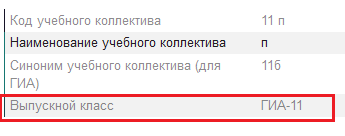 Код учебного коллектива 11 п
Наименование учебного коллектива п
Синоним учебного коллектива (для 11б
ГИА)
Выпускной класс ГИА-11